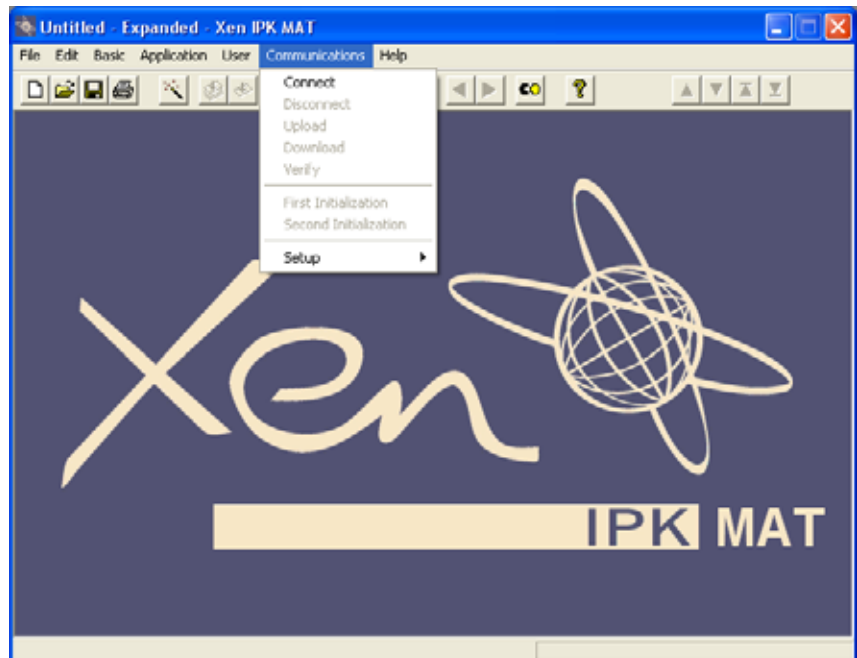 Untitled - Expanded - Xen IPK MAT
File Edit Basic Application User Communications Help
Connect
Disconnect
Upload
Download
Verify
First Initialization
Second Initialization
Setup
Xen
IPK MAT